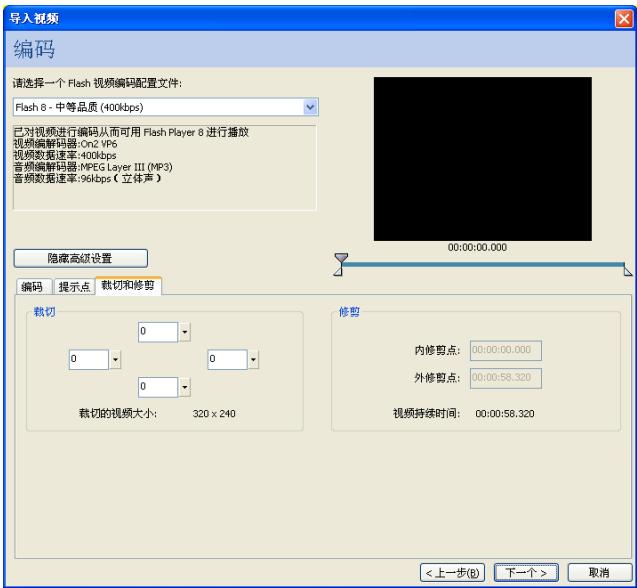 导入视频
编码
请选择一个 Flash 视频编码配置文件:
Flash 8 - 中等品质 (400kbps)
已对视频进行编码从而可用 Flash Player 8 进行播放
视频编解码器:On2 VP6
视频数据速率:400kbps
音频编解码器:MPEG Layer III (MP3)
音频数据速率:96kbps ( 立体声 )
00:00:00.000
隐藏高级设置
编码 提示点 裁切和修剪
裁切
0
0 0
0
裁切的视频大小: 320 x 240
修剪
内修剪点: 00:00:00.000
外修剪点: 00:00:58.320
视频持续时间: 00:00:58.320
< 上一步(B) 下一个 > 取消